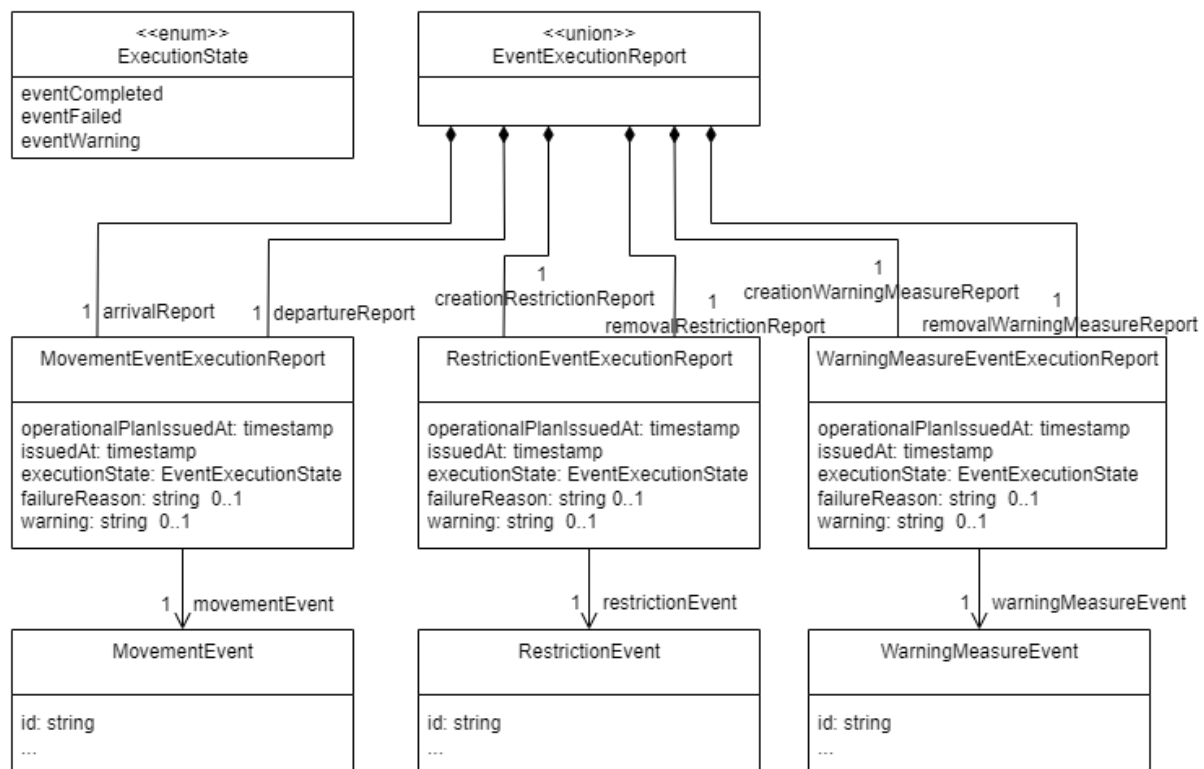 <<enum>>
ExecutionState
eventCompleted
eventFailed
eventWarning
<<union>>
EventExecutionReport
1 arrivalReport
1 departureReport
1
creationRestrictionReport
1
removalRestrictionReport
1
creationWarningMeasureReport
1
removalWarningMeasureReport
MovementEventExecutionReport
operationalPlanIssuedAt: timestamp
issuedAt: timestamp
executionState: EventExecutionState
failureReason: string 0..1
warning: string 0..1
RestrictionEventExecutionReport
operationalPlanIssuedAt: timestamp
issuedAt: timestamp
executionState: EventExecutionState
failureReason: string 0..1
warning: string 0..1
WarningMeasureEventExecutionReport
operationalPlanIssuedAt: timestamp
issuedAt: timestamp
executionState: EventExecutionState
failureReason: string 0..1
warning: string 0..1
1 movementEvent
1 restrictionEvent
1 warningMeasureEvent
MovementEvent
id: string
...
RestrictionEvent
id: string
...
WarningMeasureEvent
id: string
...